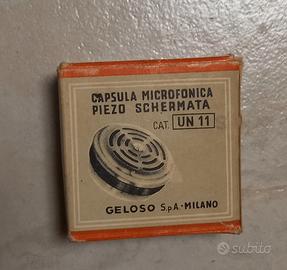 CAPSULA MICROFONICA
PIEZO SCHERMATA
CAT. UN 11
GELOSO S.p.A.-MILANO
subito